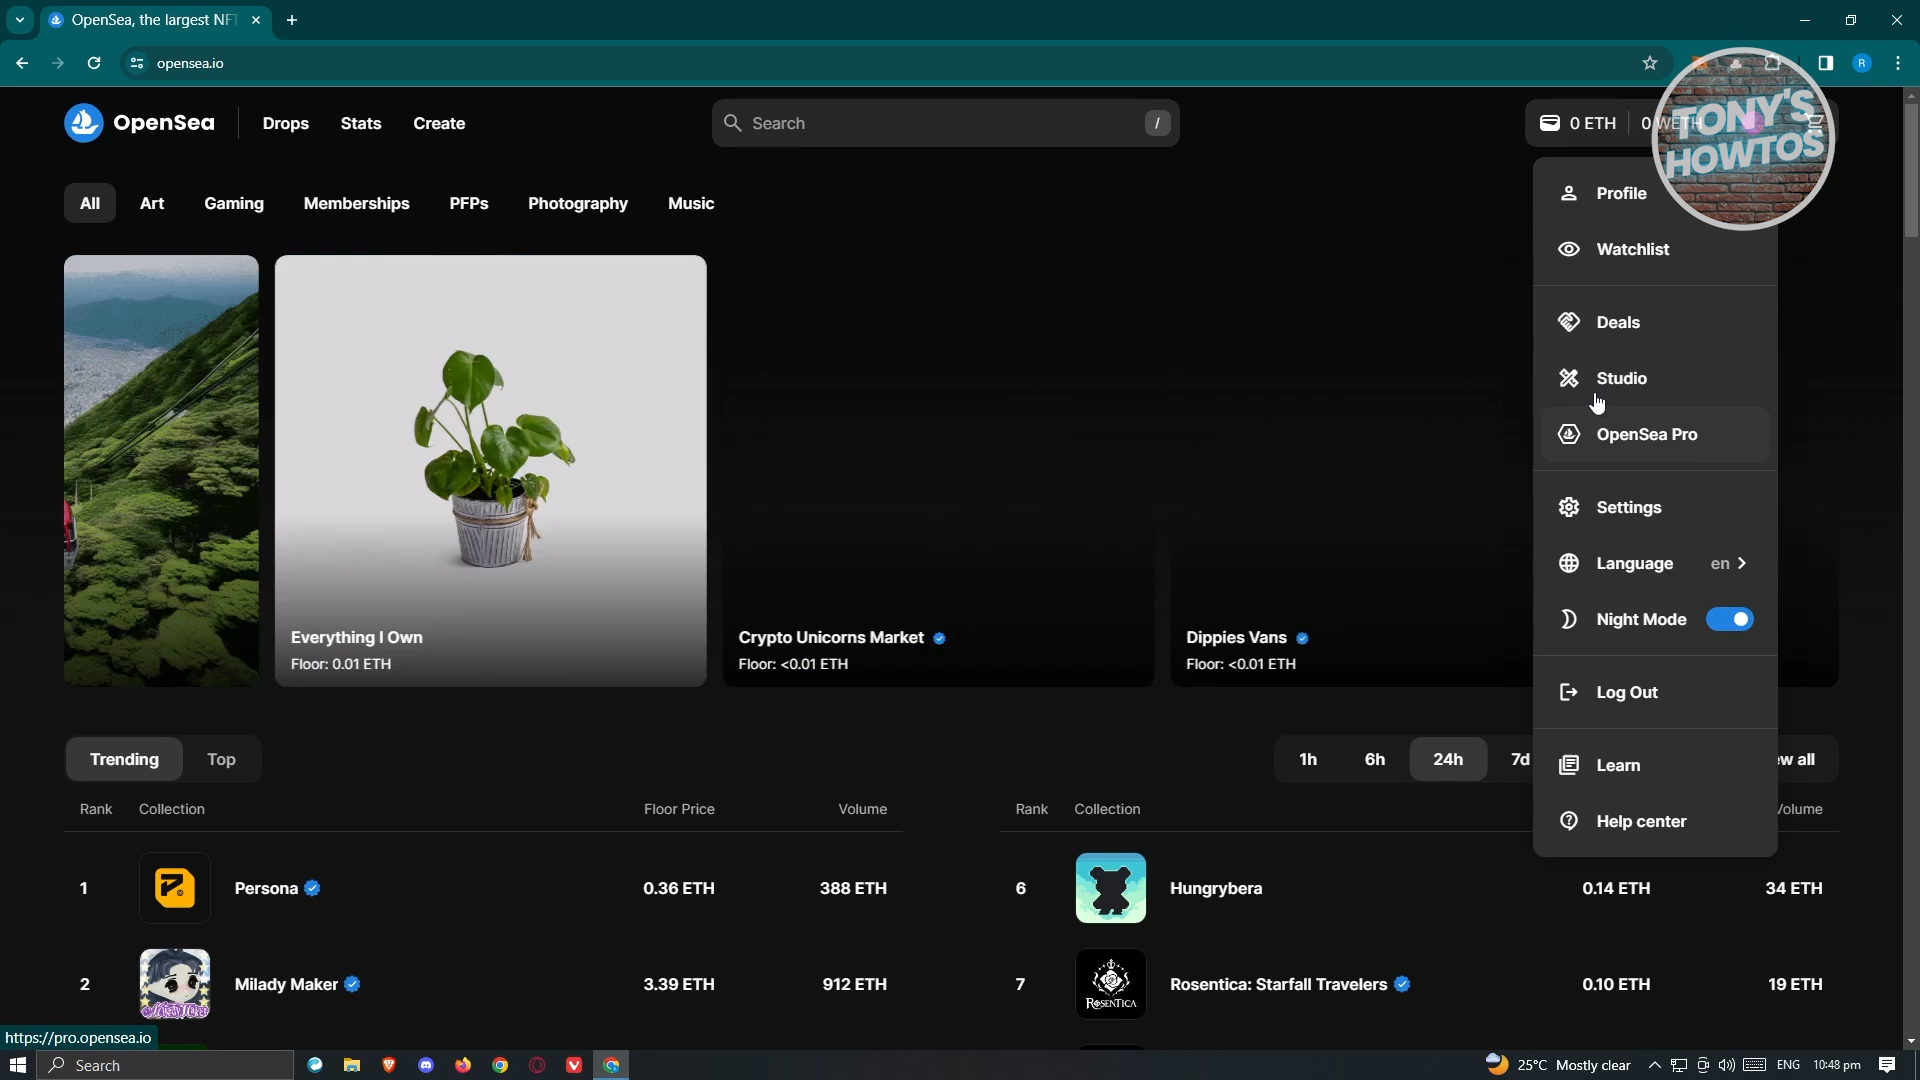 OpenSea, the largest NFT
opensea.io
R
OpenSea
Drops
Stats
Create
Search
/
0 ETH
0 WETH
TONY'S
HOWTOS
All
Art
Gaming
Memberships
PFPs
Photography
Music
Everything I Own
Floor: 0.01 ETH
Crypto Unicorns Market
Floor: <0.01 ETH
Dippies Vans
Floor: <0.01 ETH
Profile
Watchlist
Deals
Studio
OpenSea Pro
Settings
Language en
Night Mode
Log Out
Learn
Help center
Trending
Top
1h
6h
24h
7d
ew all
Rank Collection Floor Price Volume
Rank Collection Volume
1 Persona 0.36 ETH 388 ETH
6 Hungrybera 0.14 ETH 34 ETH
2 Milady Maker 3.39 ETH 912 ETH
Milady Maker
7 Rosentica: Starfall Travelers 0.10 ETH 19 ETH
ROSENTICA
https://pro.opensea.io
Search
25°C Mostly clear
ENG
10:48 pm